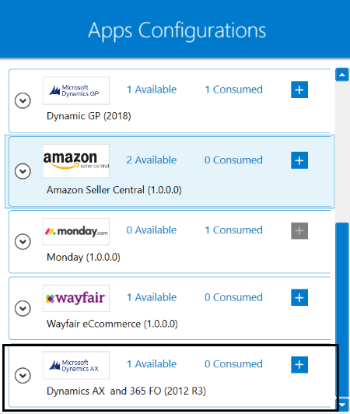 Apps Configurations
Microsoft
Dynamics GP
1 Available
1 Consumed
Dynamic GP (2018)
amazon
seller central
2 Available
0 Consumed
Amazon Seller Central (1.0.0.0)
monday.com
0 Available
1 Consumed
Monday (1.0.0.0)
wayfair
1 Available
0 Consumed
Wayfair eCommerce (1.0.0.0)
Microsoft
Dynamics AX
1 Available
0 Consumed
Dynamics AX and 365 FO (2012 R3)